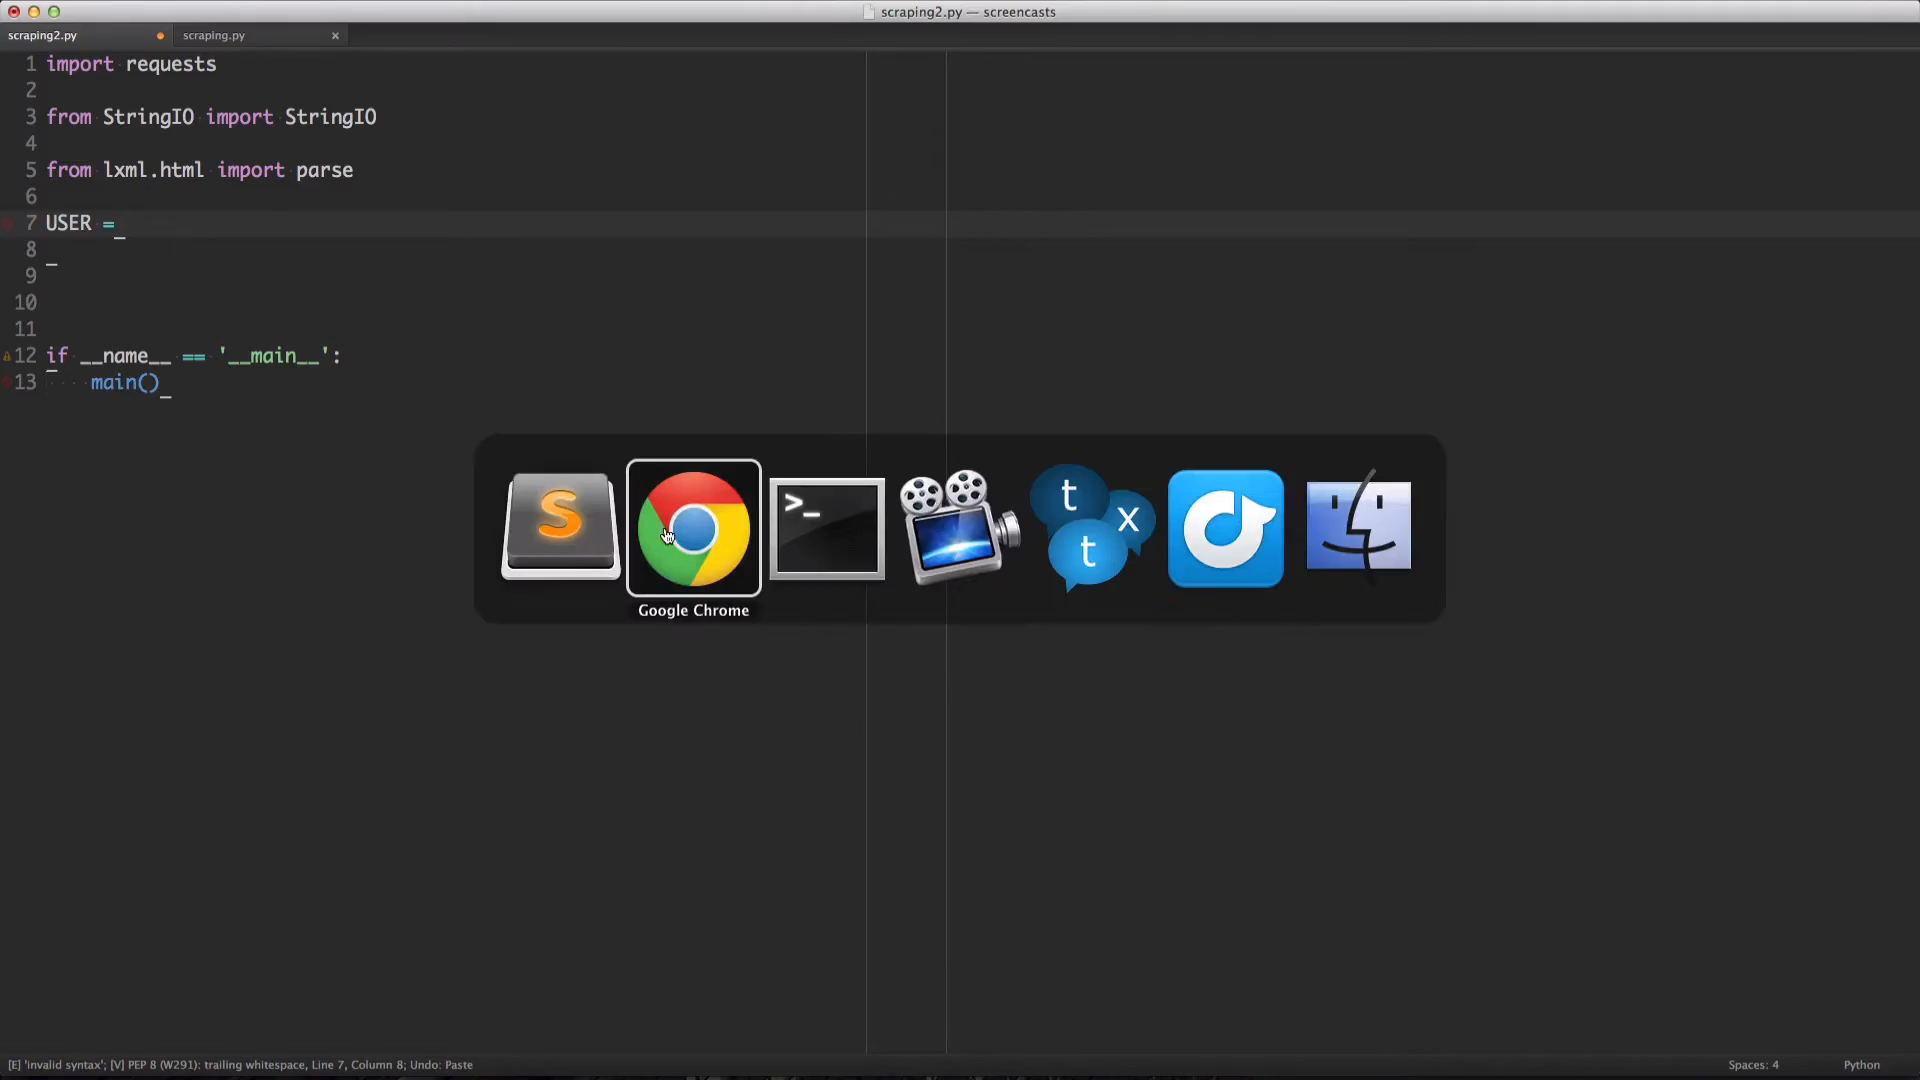 scraping2.py — screencasts
scraping2.py
scraping.py
1 import requests
2
3 from StringIO import StringIO
4
5 from lxml.html import parse
6
7 USER =
8
9
10
11
12 if __name__ == '__main__':
13 main()
S
>_
t
x
t
Google Chrome
[E] 'invalid syntax'; [V] PEP 8 (W291): trailing whitespace, Line 7, Column 8; Undo: Paste
Spaces: 4
Python